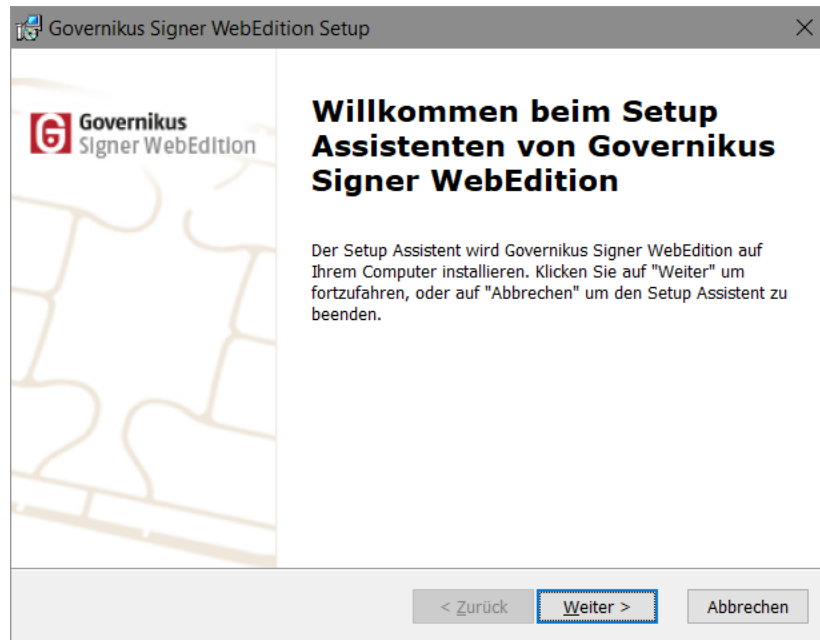 Governikus Signer WebEdition Setup
Governikus
Signer WebEdition
Willkommen beim Setup
Assistenten von Governikus
Signer WebEdition
Der Setup Assistent wird Governikus Signer WebEdition auf
Ihrem Computer installieren. Klicken Sie auf "Weiter" um
fortzufahren, oder auf "Abbrechen" um den Setup Assistent zu
beenden.
< Zurück
Weiter >
Abbrechen